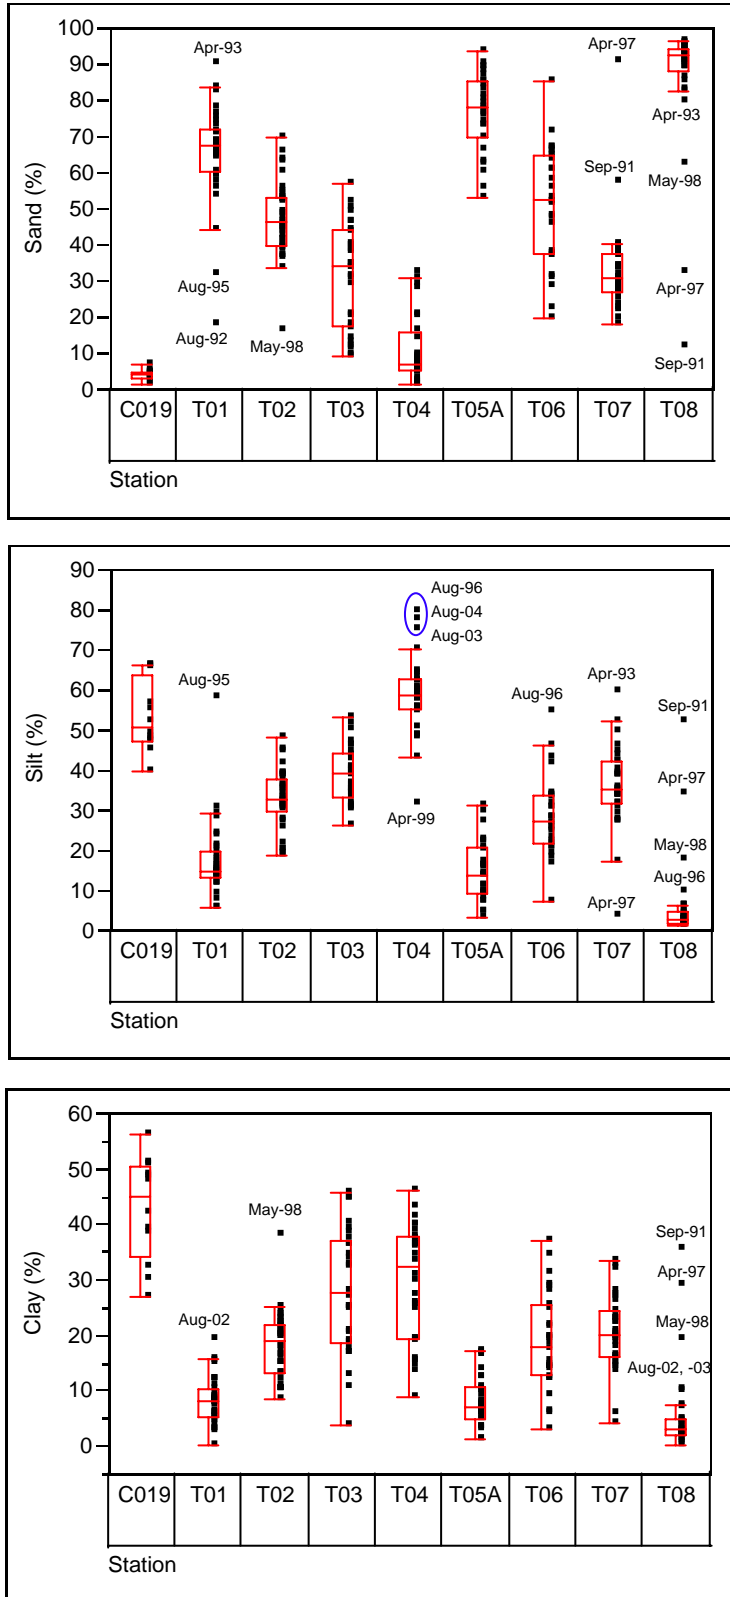 100
90
80
70
60
50
40
30
20
10
0
Sand (%)
Apr-93
Aug-95
Aug-92
May-98
Apr-97
Sep-91
Apr-93
May-98
Apr-97
Sep-91
C019 T01 T02 T03 T04 T05A T06 T07 T08
Station
90
80
70
60
50
40
30
20
10
0
Silt (%)
Aug-95
Aug-96
Aug-04
Aug-03
Apr-99
Aug-96
Apr-93
Apr-97
Sep-91
Apr-97
May-98
Aug-96
C019 T01 T02 T03 T04 T05A T06 T07 T08
Station
60
50
40
30
20
10
0
Clay (%)
Aug-02
May-98
Sep-91
Apr-97
May-98
Aug-02, -03
C019 T01 T02 T03 T04 T05A T06 T07 T08
Station